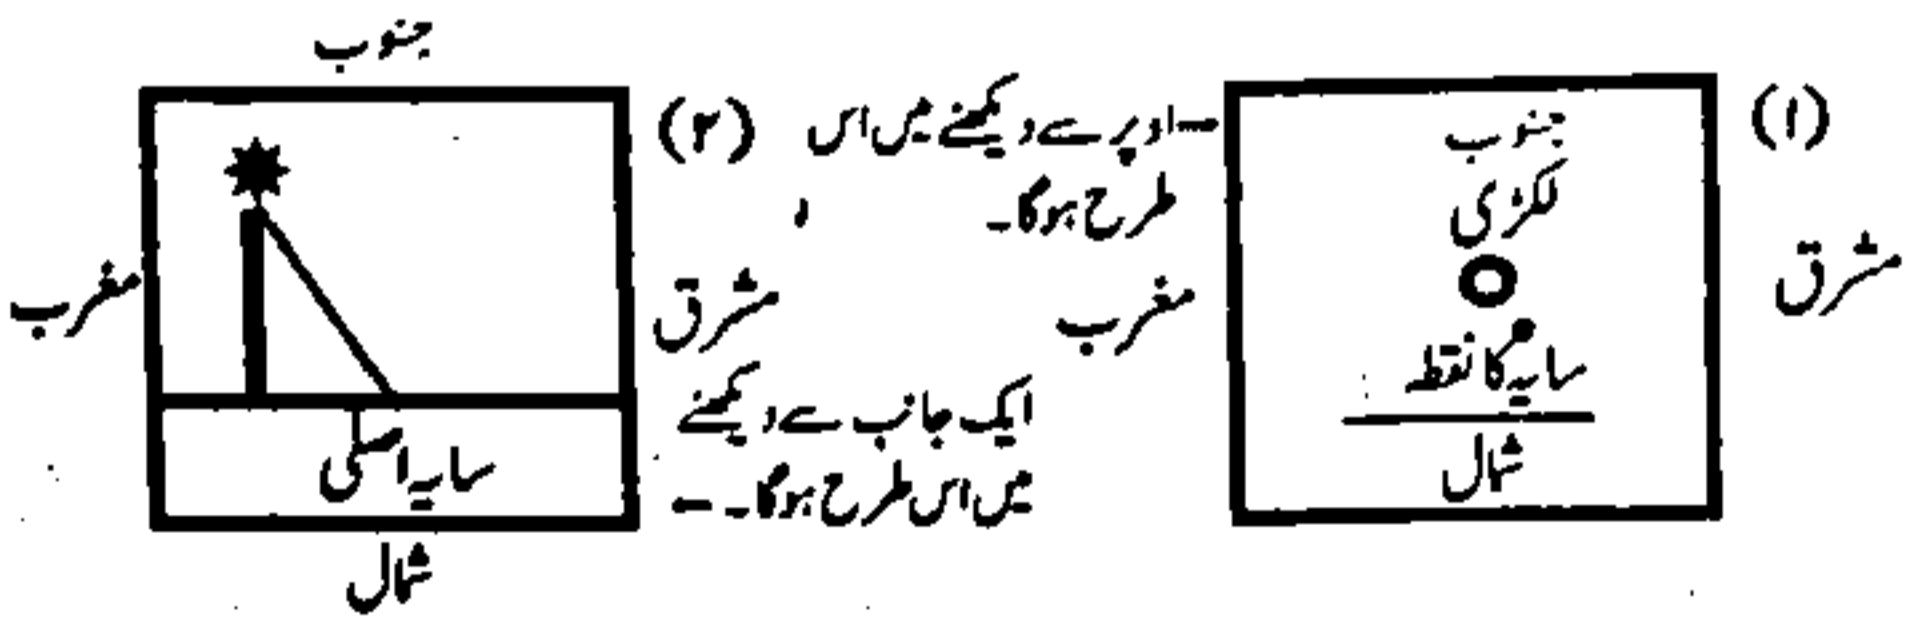 (۱)
جنوب
لکڑی
سایہ کا نقطہ
شمال
مشرق
مغرب
اوپر سے دیکھنے میں اس
طرح ہوگا۔
(۲)
جنوب
مشرق
مغرب
سایہ اصلی
شمال
ایک جانب سے دیکھنے
میں اس طرح ہوگا۔